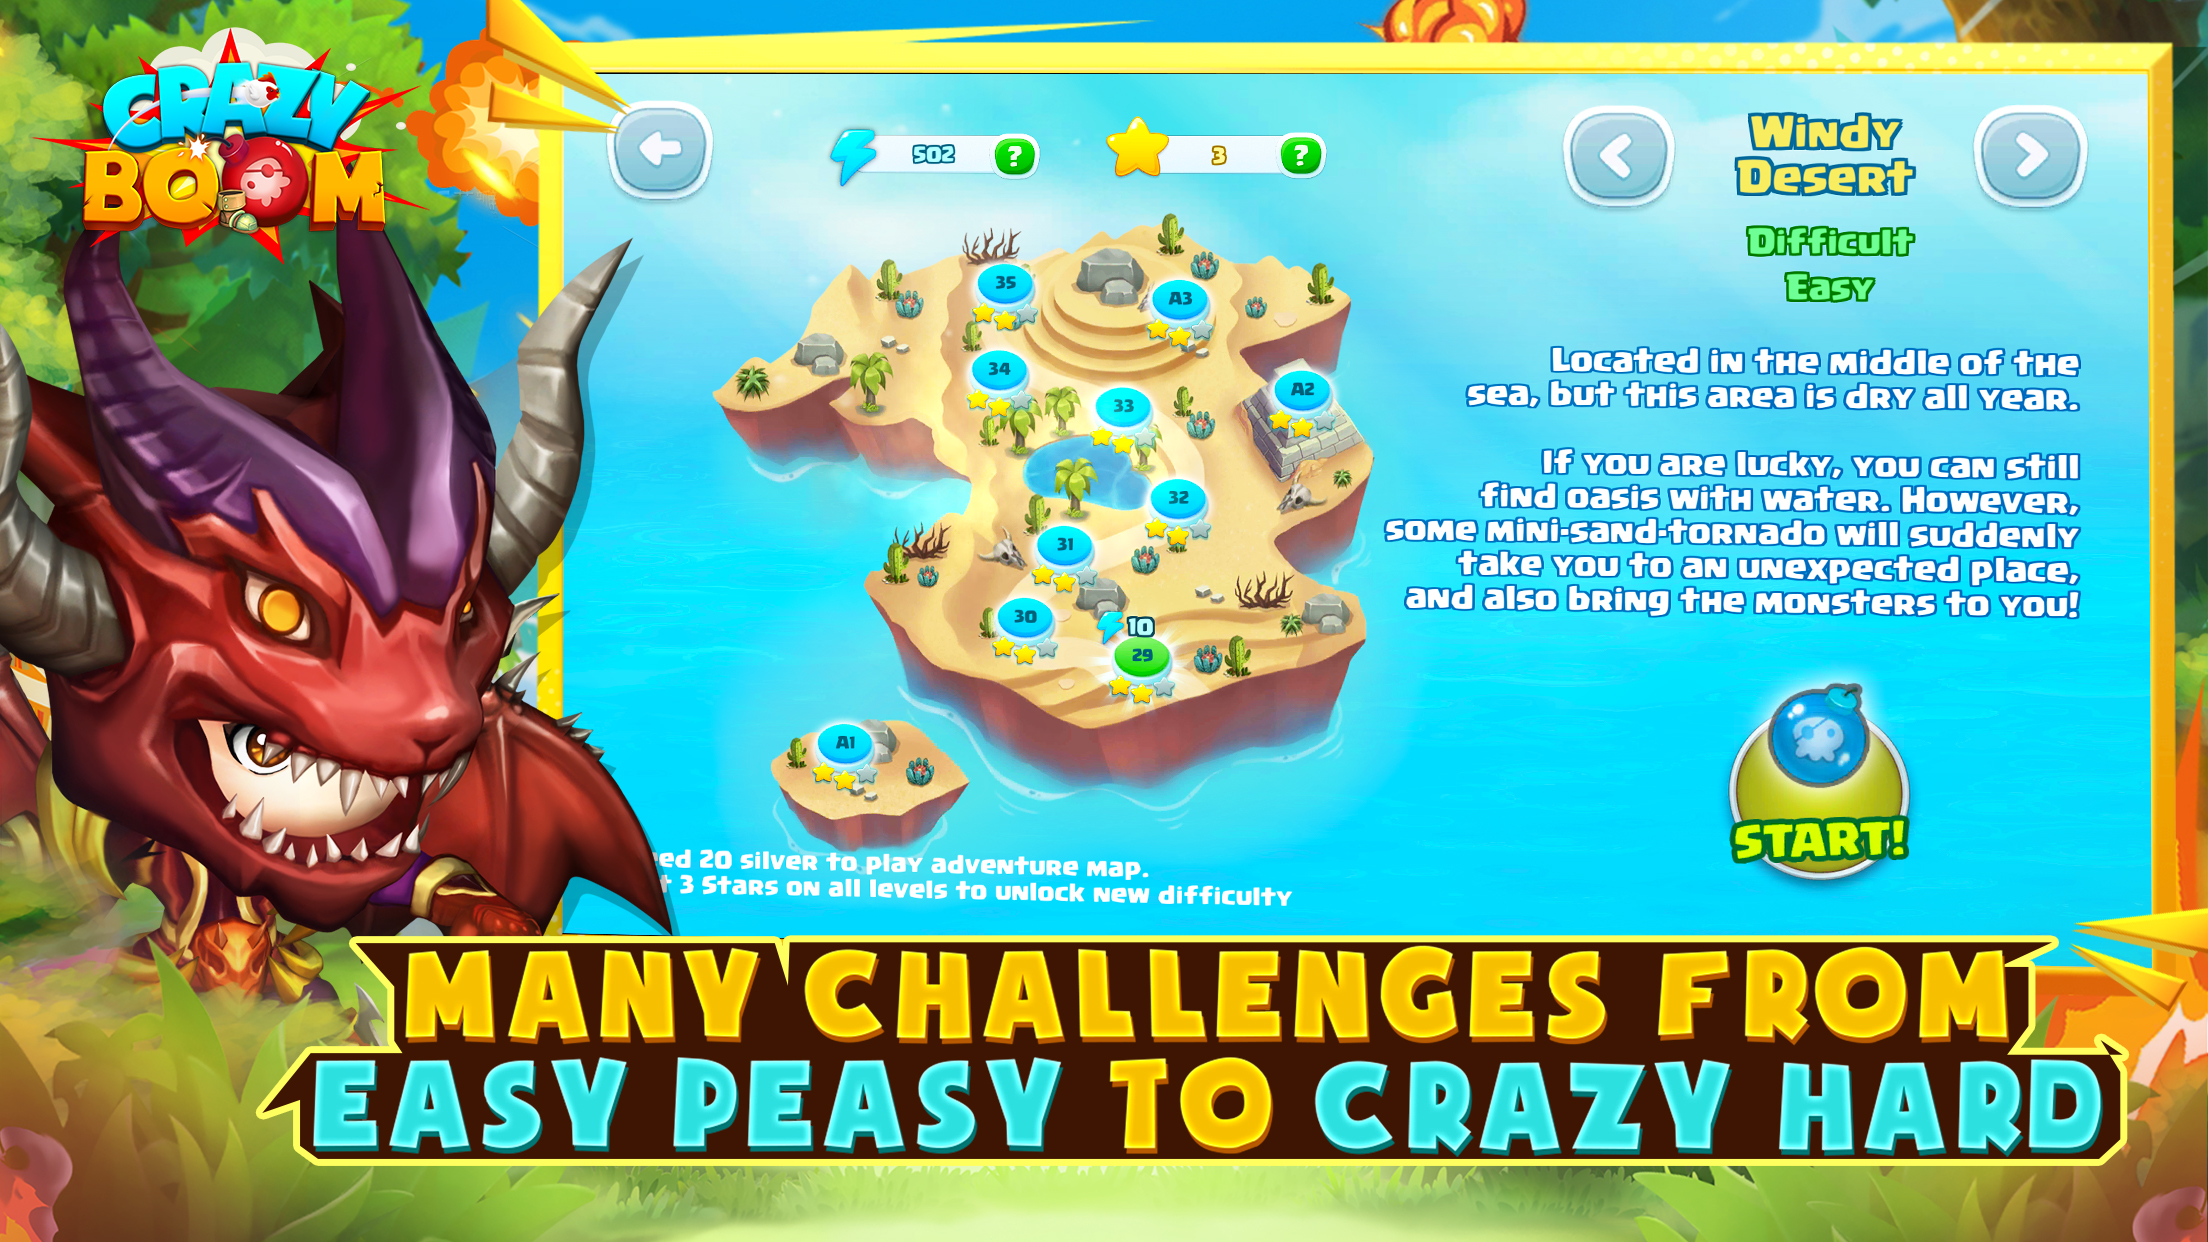 CRAZY
BOOM
502
?
3
?
Windy
Desert
Difficult
Easy
Located in the middle of the
sea, but this area is dry all year.
If you are lucky, you can still
find oasis with water. However,
some mini-sand-tornado will suddenly
take you to an unexpected place,
and also bring the monsters to you!
35
A3
34
A2
33
32
31
30
10
29
A1
START!
20 silver to play adventure map.
3 Stars on all levels to unlock new difficulty
MANY CHALLENGES FROM
EASY PEASY TO CRAZY HARD